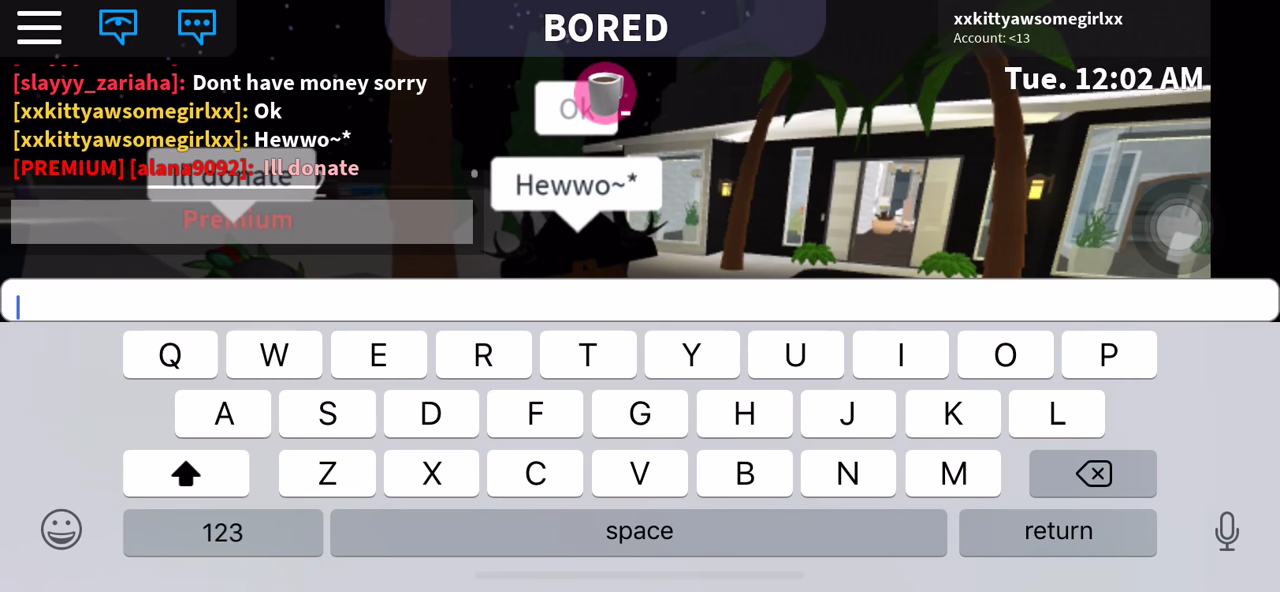 BORED
xxkittyawsomegirlxx
Account: <13
Tue. 12:02 AM
[slayyy_zariaha]: Dont have money sorry
[xxkittyawsomegirlxx]: Ok
[xxkittyawsomegirlxx]: Hewwo~*
[PREMIUM] [alana9092]: Ill donate
Ok
Hewwo~*
Ill donate
Premium
Q W E R T Y U I O P
A S D F G H J K L
Z X C V B N M
123 space return